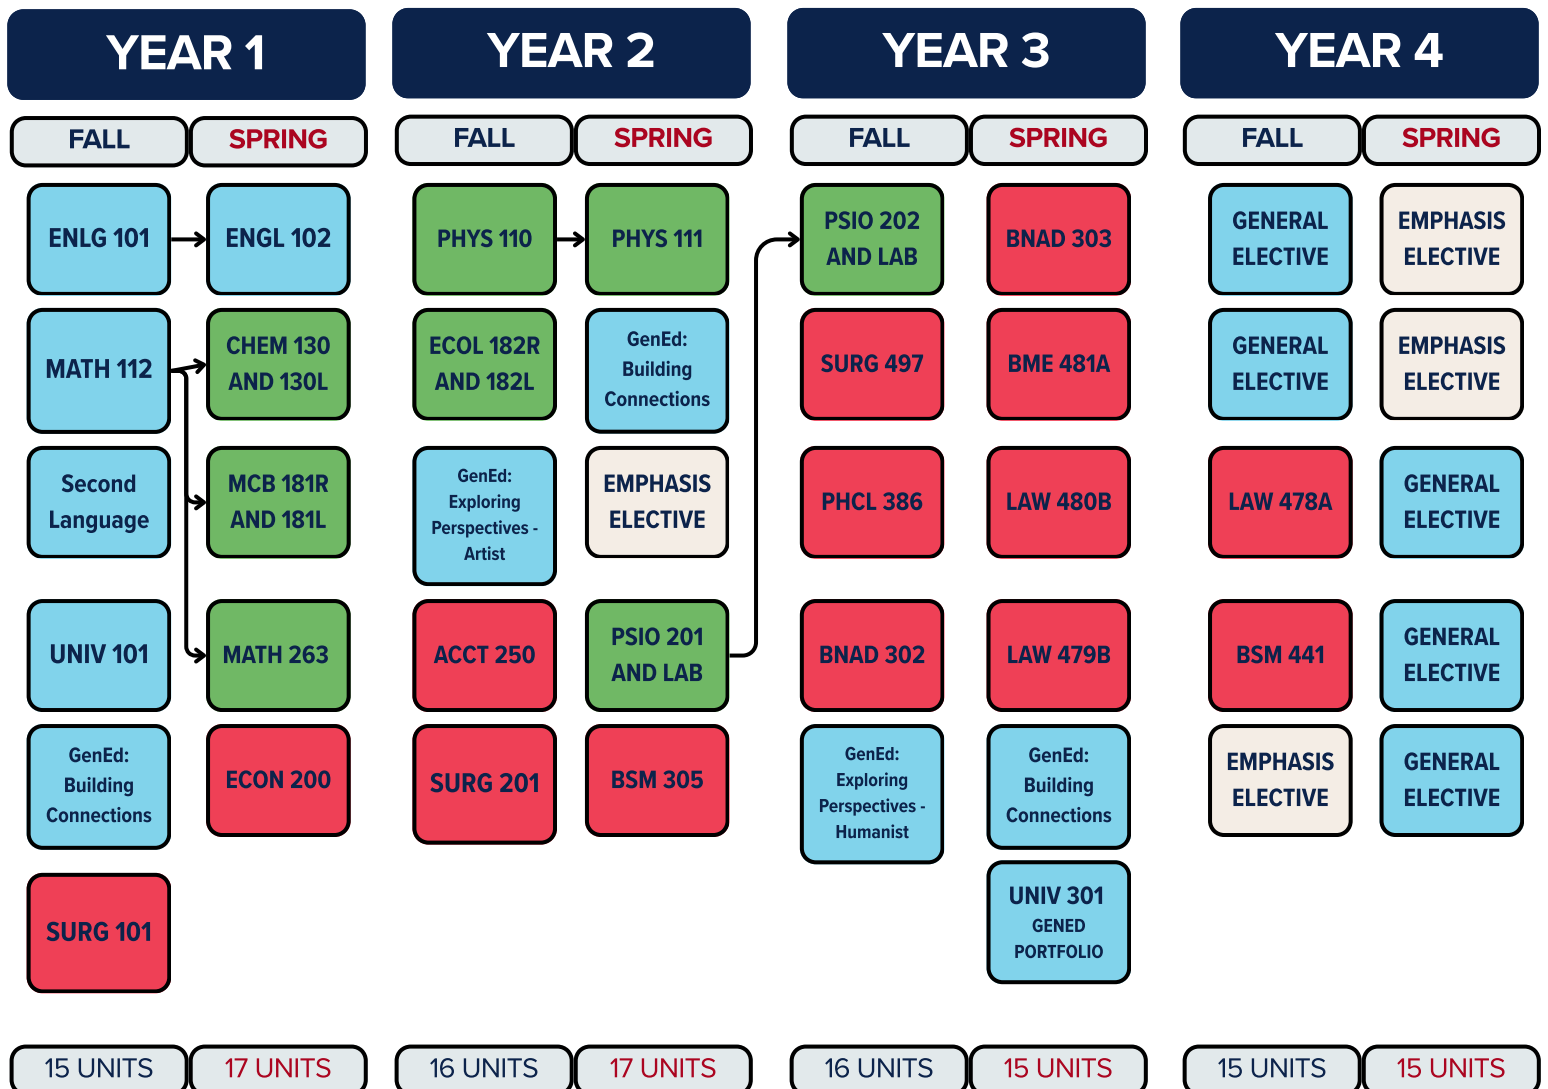 YEAR 1
FALL
SPRING
ENLG 101
ENGL 102
MATH 112
CHEM 130
AND 130L
Second
Language
MCB 181R
AND 181L
UNIV 101
MATH 263
GenEd:
Building
Connections
ECON 200
SURG 101
15 UNITS
17 UNITS
YEAR 2
FALL
SPRING
PHYS 110
PHYS 111
ECOL 182R
AND 182L
GenEd:
Building
Connections
GenEd:
Exploring
Perspectives -
Artist
EMPHASIS
ELECTIVE
ACCT 250
PSIO 201
AND LAB
SURG 201
BSM 305
16 UNITS
17 UNITS
YEAR 3
FALL
SPRING
PSIO 202
AND LAB
BNAD 303
SURG 497
BME 481A
PHCL 386
LAW 480B
BNAD 302
LAW 479B
GenEd:
Exploring
Perspectives -
Humanist
GenEd:
Building
Connections
UNIV 301
GENED
PORTFOLIO
16 UNITS
15 UNITS
YEAR 4
FALL
SPRING
GENERAL
ELECTIVE
EMPHASIS
ELECTIVE
GENERAL
ELECTIVE
EMPHASIS
ELECTIVE
LAW 478A
GENERAL
ELECTIVE
BSM 441
GENERAL
ELECTIVE
EMPHASIS
ELECTIVE
GENERAL
ELECTIVE
15 UNITS
15 UNITS